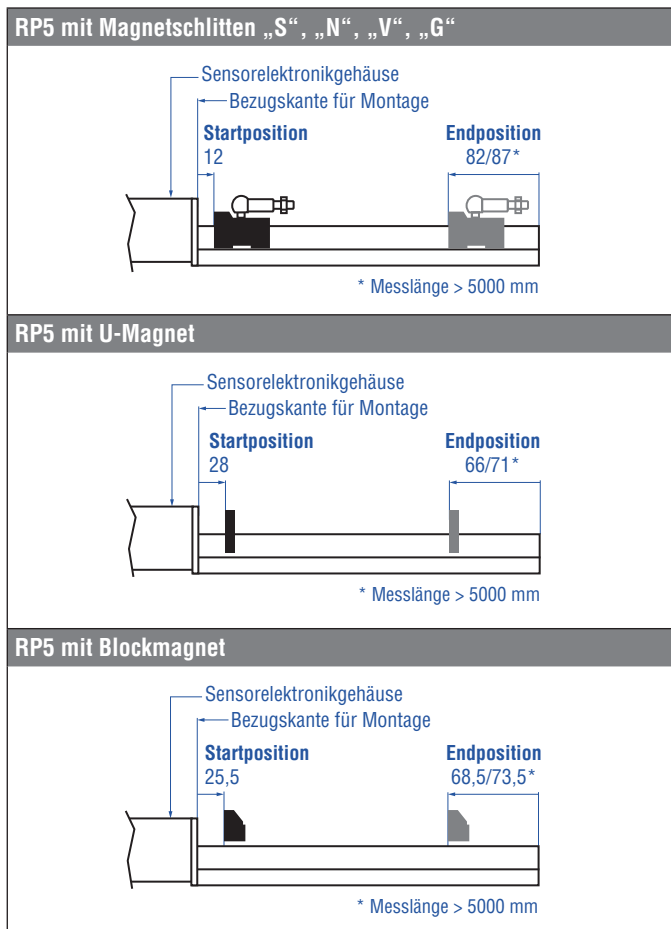 RP5 mit Magnetschlitten „S“, „N“, „V“, „G“
Sensorelektronikgehäuse
Bezugskante für Montage
Startposition
12
Endposition
82/87*
* Messlänge > 5000 mm
RP5 mit U-Magnet
Sensorelektronikgehäuse
Bezugskante für Montage
Startposition
28
Endposition
66/71*
* Messlänge > 5000 mm
RP5 mit Blockmagnet
Sensorelektronikgehäuse
Bezugskante für Montage
Startposition
25,5
Endposition
68,5/73,5*
* Messlänge > 5000 mm